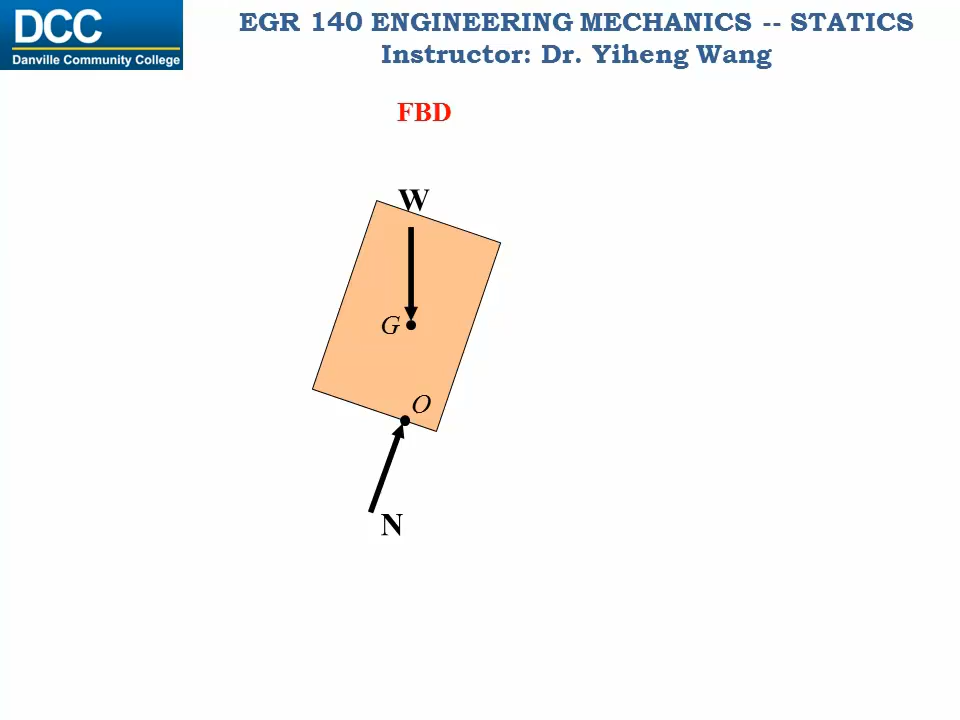 DCC
Danville Community College
EGR 140 ENGINEERING MECHANICS -- STATICS
Instructor: Dr. Yiheng Wang
FBD
W
G
O
N